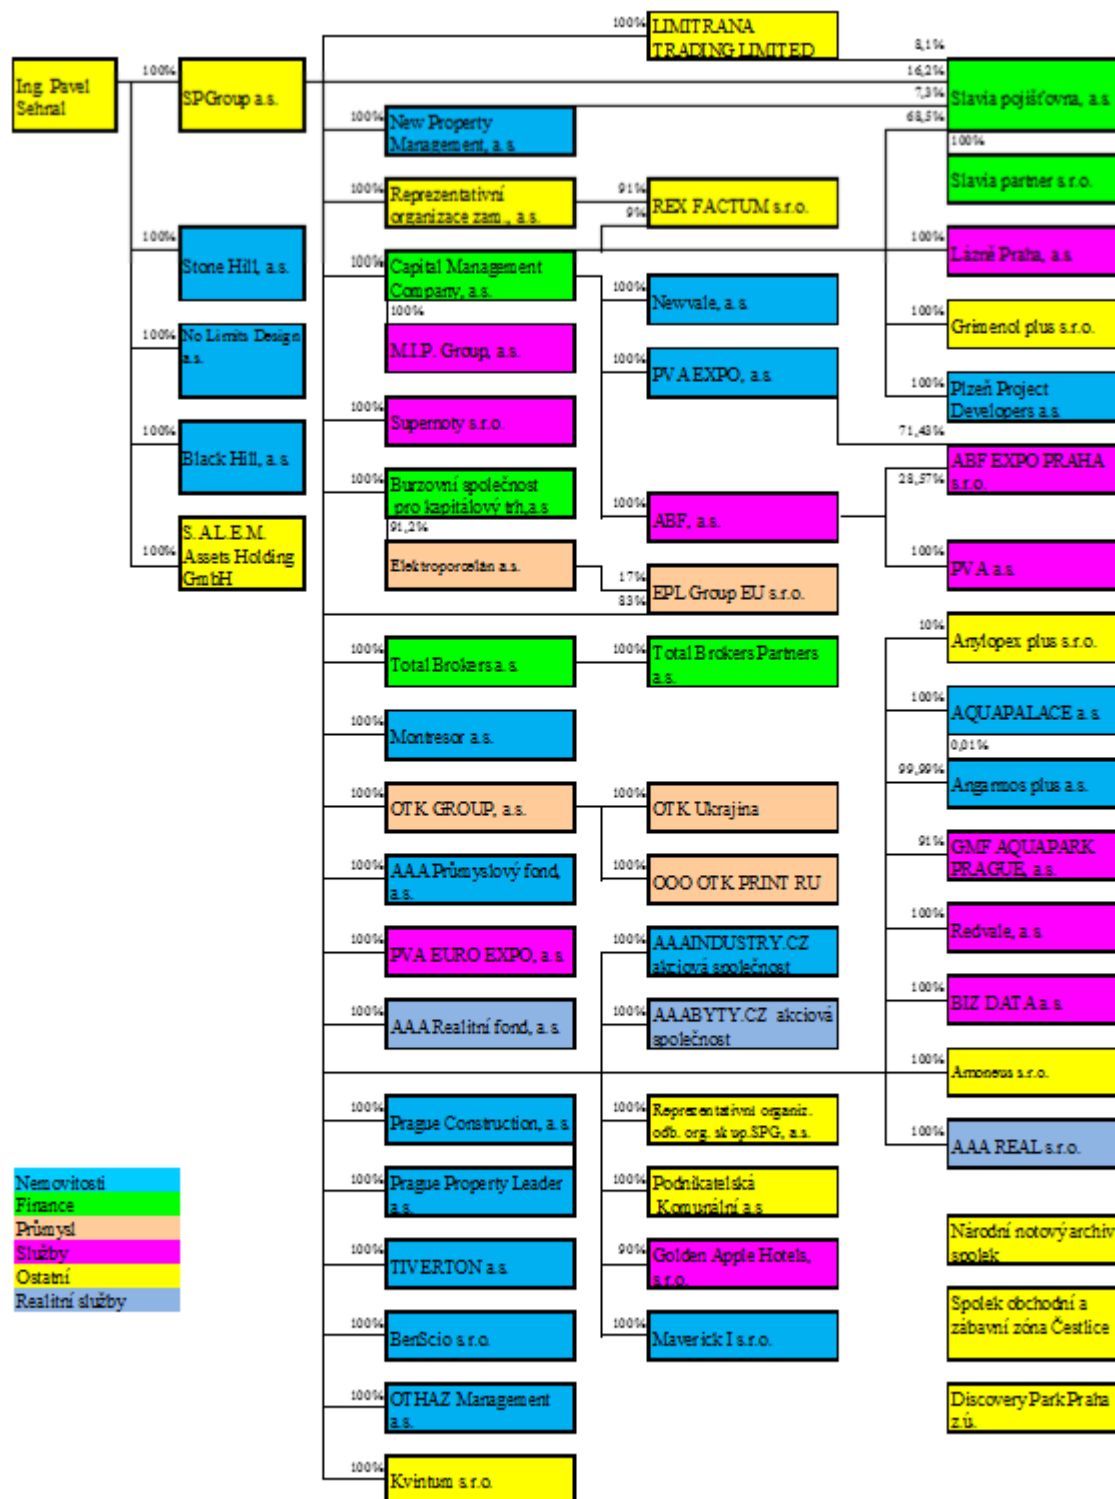 100%
LIMITRANA
TRADING LIMITED
8,1%
Ing. Pavel
Sehnal
100%
SPGroup a.s.
16,2%
7,3%
68,5%
Slavia pojišťovna, a.s.
100%
Slavia partner s.r.o.
100%
New Property
Management, a.s.
100%
Reprezentativní
organizace zam., a.s.
91%
9%
REX FACTUM s.r.o.
100%
Stone Hill, a.s.
100%
Capital Management
Company, a.s.
100%
M.I.P. Group, a.s.
100%
Newvale, a.s.
100%
PVA EXPO, a.s.
100%
Lázně Praha, a.s.
100%
Grimenol plus s.r.o.
100%
Plzeň Project
Developers a.s.
100%
No Limits Design
a.s.
100%
Black Hill, a.s.
100%
S.A.L.E.M.
Assets Holding
GmbH
100%
Supernoty s.r.o.
100%
Burzovní společnost
pro kapitálový trh,a.s
91,2%
Elektroporcelán a.s.
100%
ABF, a.s.
71,43%
28,57%
ABF EXPO PRAHA
s.r.o.
100%
PVA a.s.
17%
83%
EPL Group EU s.r.o.
100%
Total Brokers a.s.
100%
Total Brokers Partners
a.s.
10%
Anylopex plus s.r.o.
100%
Montresor a.s.
100%
AQUAPALACE a.s.
0,01%
99,99%
Angarmos plus a.s.
100%
OTK GROUP, a.s.
100%
OTK Ukrajina
100%
OOO OTK PRINT RU
91%
GMF AQUAPARK
PRAGUE, a.s.
100%
AAA Průmyslový fond,
a.s.
100%
PVA EURO EXPO, a.s.
100%
AAAINDUSTRY.CZ
akciová společnost
100%
Redvale, a.s.
100%
AAA Realitní fond, a.s.
100%
AAABYTY.CZ akciová
společnost
100%
BIZ DATA a.s.
100%
Amoneus s.r.o.
100%
Prague Construction, a.s.
100%
Reprezentativní organiz.
odb. org. skup.SPG, a.s.
100%
AAA REAL s.r.o.
100%
Prague Property Leader
a.s.
100%
Podnikatelská
Komunální a.s.
Nemovitosti
Finance
Průmysl
Služby
Ostatní
Realitní služby
100%
TIVERTON a.s.
90%
Golden Apple Hotels,
s.r.o.
Národní notový archiv
spolek
100%
BenScio s.r.o.
100%
Maverick I s.r.o.
Spolek obchodní a
zábavní zóna Čestlice
100%
OTHAZ Management
a.s.
Discovery Park Praha
z.ú.
100%
Kvintum s.r.o.